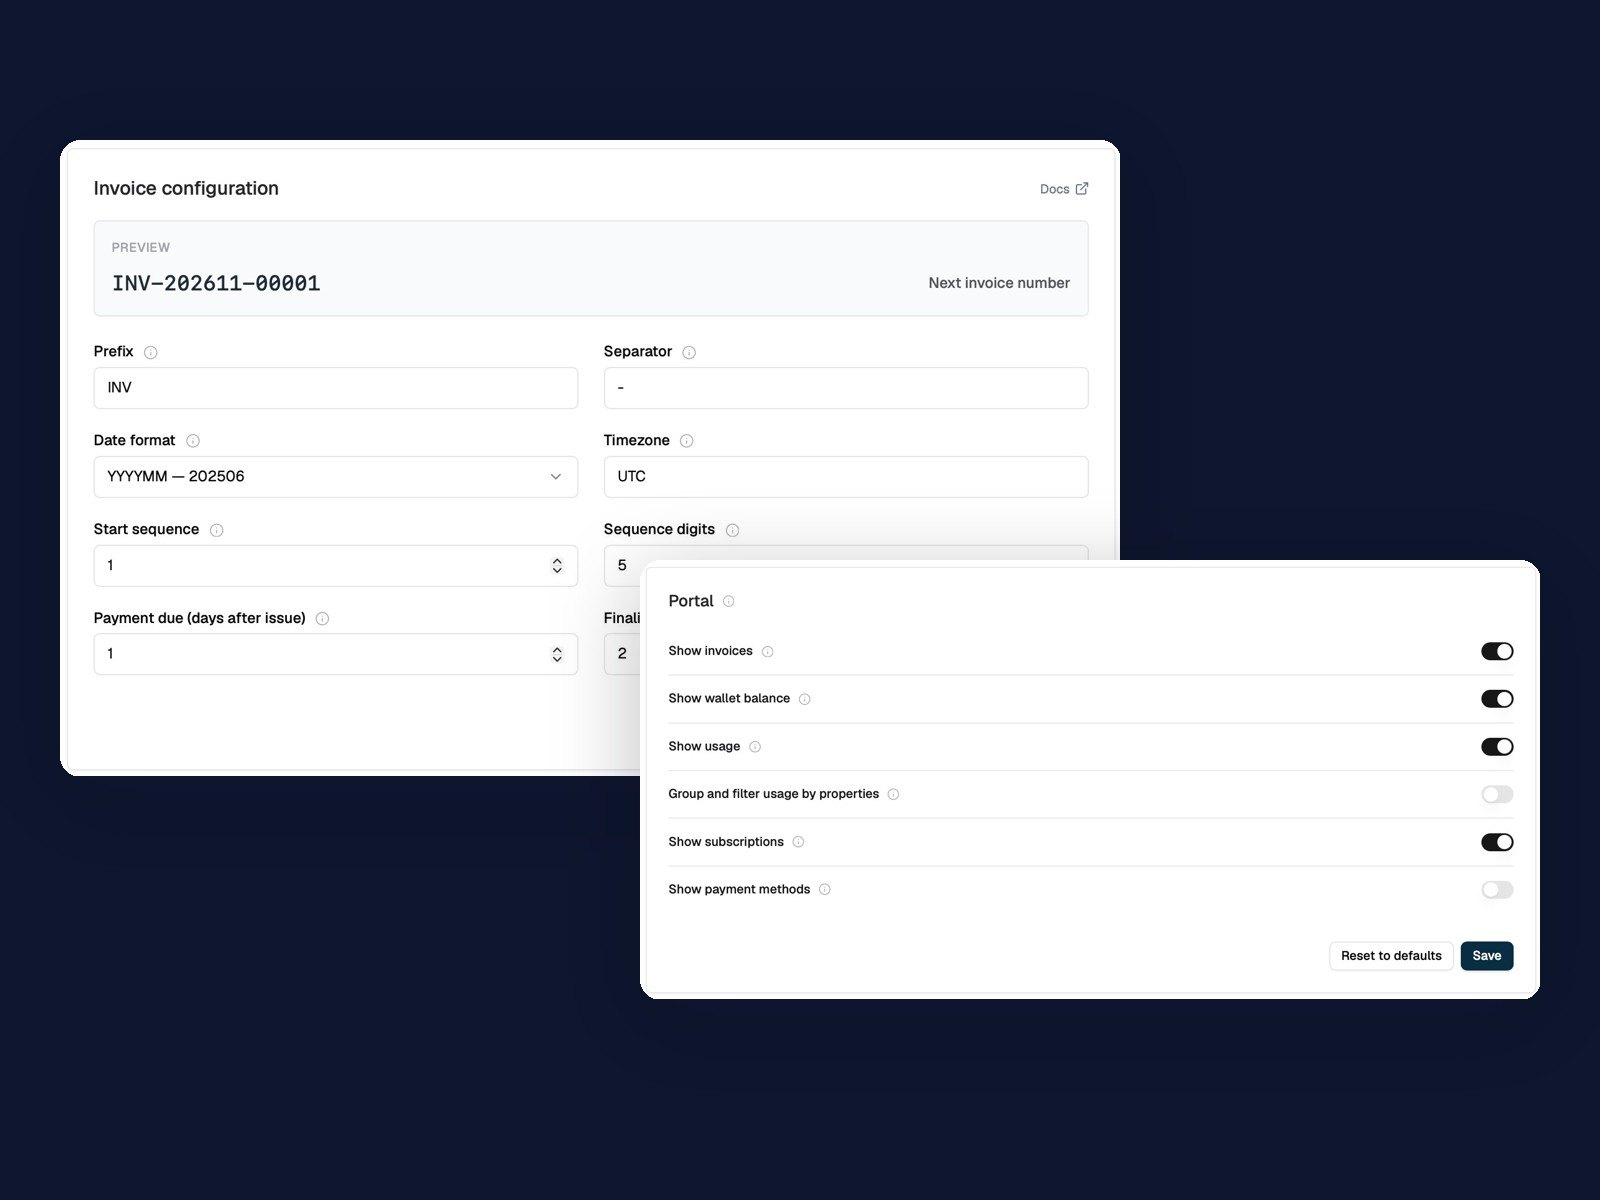 Invoice configuration
Docs
PREVIEW
INV-202611-00001
Next invoice number
Prefix
Separator
INV
-
Date format
Timezone
YYYYMM — 202506
UTC
Start sequence
Sequence digits
1
5
Payment due (days after issue)
Finali
1
2
Portal
Show invoices
Show wallet balance
Show usage
Group and filter usage by properties
Show subscriptions
Show payment methods
Reset to defaults
Save